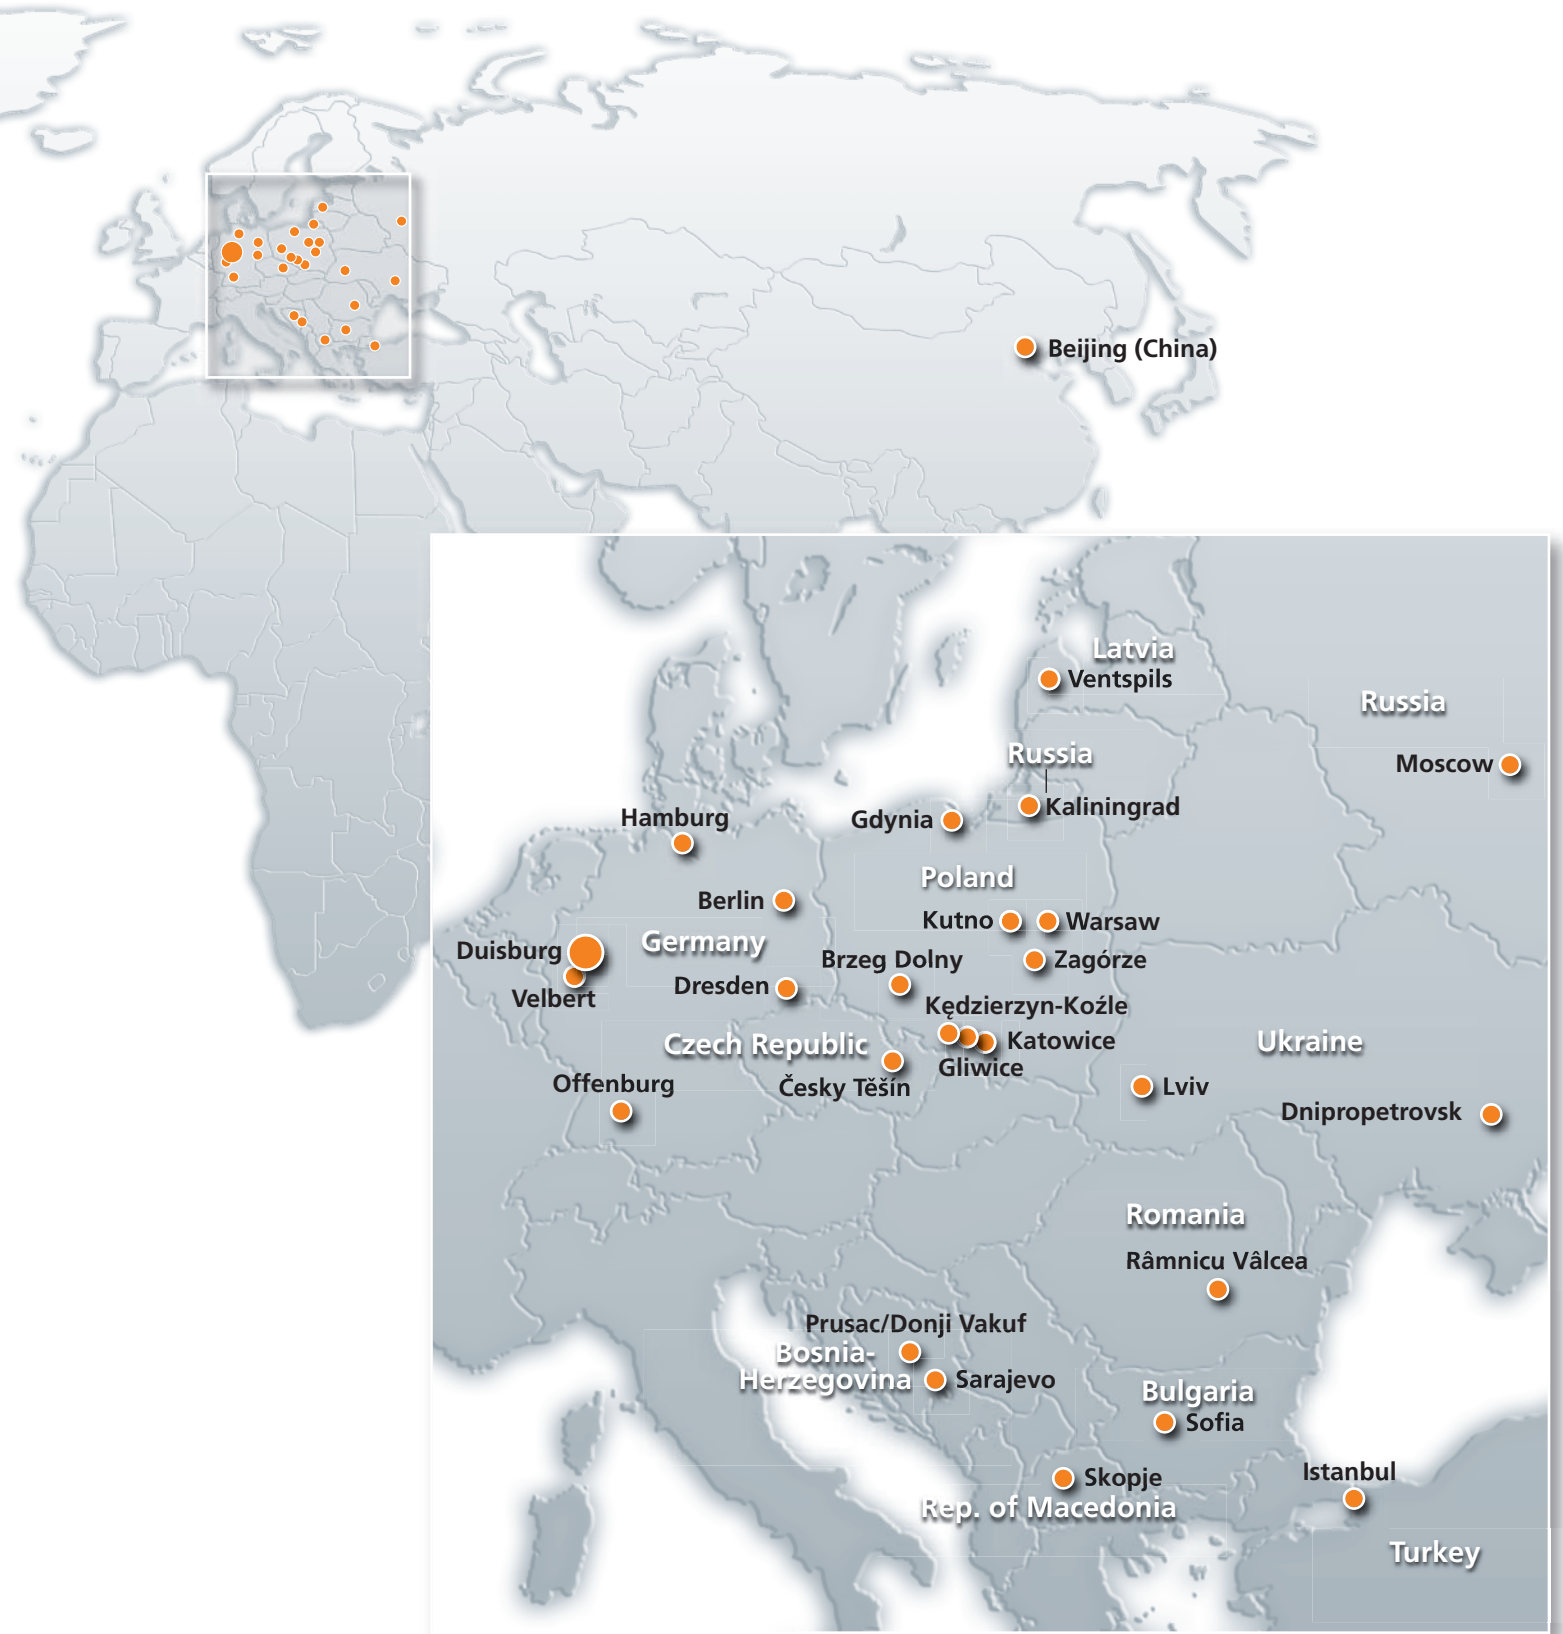 Beijing (China)
Latvia
Ventspils
Russia
Russia
Moscow
Kaliningrad
Hamburg
Gdynia
Poland
Berlin
Kutno
Warsaw
Duisburg
Germany
Brzeg Dolny
Zagórze
Velbert
Dresden
Kędzierzyn-Koźle
Czech Republic
Katowice
Ukraine
Gliwice
Offenburg
Česky Těšín
Lviv
Dnipropetrovsk
Romania
Râmnicu Vâlcea
Prusac/Donji Vakuf
Bosnia-
Herzegovina
Sarajevo
Bulgaria
Sofia
Skopje
Istanbul
Rep. of Macedonia
Turkey